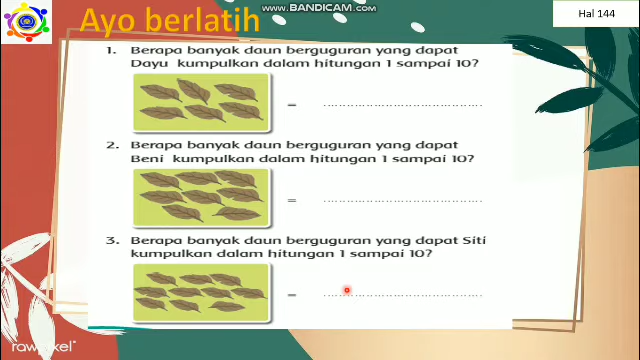 WWW.BANDICAM.COM
Ayo berlatih
Hal 144
1. Berapa banyak daun berguguran yang dapat
Dayu kumpulkan dalam hitungan 1 sampai 10?
= ........................................
2. Berapa banyak daun berguguran yang dapat
Beni kumpulkan dalam hitungan 1 sampai 10?
= ........................................
3. Berapa banyak daun berguguran yang dapat Siti
kumpulkan dalam hitungan 1 sampai 10?
= ........................................